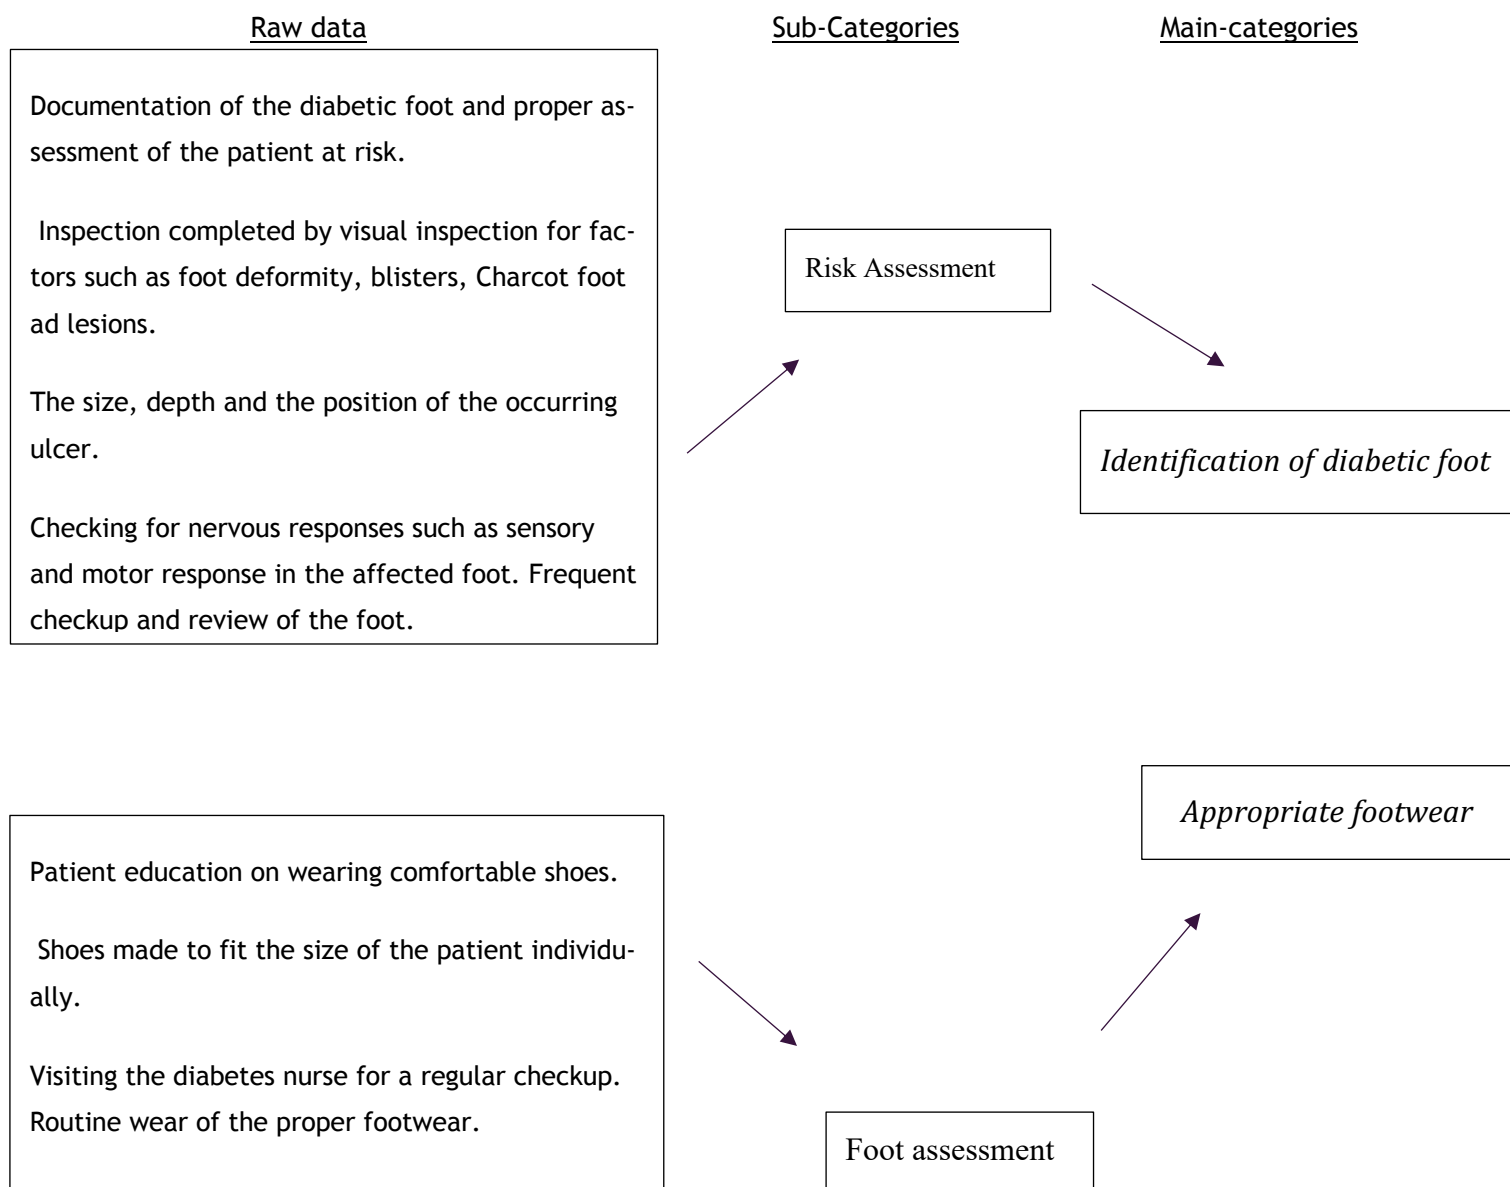 Raw data
Sub-Categories
Main-categories
Documentation of the diabetic foot and proper as-
sessment of the patient at risk.
Inspection completed by visual inspection for fac-
tors such as foot deformity, blisters, Charcot foot
ad lesions.
The size, depth and the position of the occurring
ulcer.
Checking for nervous responses such as sensory
and motor response in the affected foot. Frequent
checkup and review of the foot.
Risk Assessment
Identification of diabetic foot
Patient education on wearing comfortable shoes.
Shoes made to fit the size of the patient individu-
ally.
Visiting the diabetes nurse for a regular checkup.
Routine wear of the proper footwear.
Foot assessment
Appropriate footwear